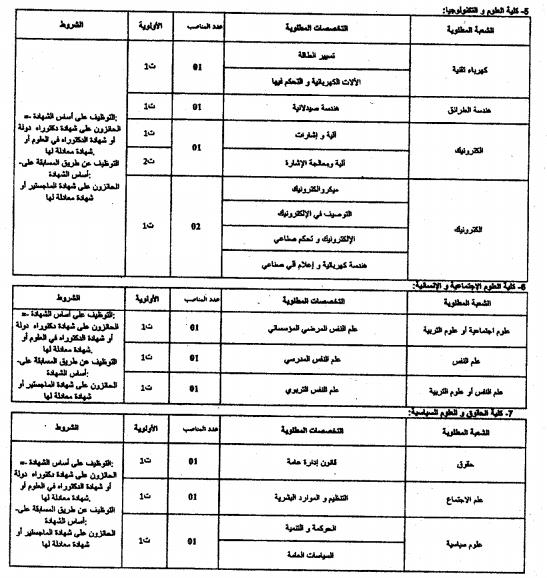 5- كلية العلوم و التكنولوجيا:
الشعبة المطلوبة	التخصصات المطلوبة	عدد المناصب	الأولوية	الشروط
كهرباء تقنية	تسيير الطاقة	01	ت1
الآلات الكهربائية و التحكم فيها
هندسة الطرائق	هندسة صيدلانية	01	ت1
الكترونيك	آلية و إشارات	01	ت1
آلية ومعالجة الإشارة	ت2
الكترونيك	ميكروالكترونيك	02	ت1
التوصيف في الإلكترونيك
الإلكترونيك و تحكم صناعي
هندسة كهربائية و إعلام آلي صناعي
=- التوظيف على أساس الشهادة:
الحائزون على شهادة دكتوراه دولة
أو شهادة الدكتوراه في العلوم أو
شهادة معادلة لها.
-التوظيف عن طريق المسابقة على
أساس الشهادة:
الحائزون على شهادة الماجستير أو
شهادة معادلة لها
6- كلية العلوم الإجتماعية و الإنسانية:
الشعبة المطلوبة	التخصصات المطلوبة	عدد المناصب	الأولوية	الشروط
علوم اجتماعية أو علوم التربية	علم النفس المرضي المؤسساتي	01	ت1
علم النفس	علم النفس المدرسي	01	ت1
علم النفس أو علوم التربية	علم النفس التربوي	01	ت1
=- التوظيف على أساس الشهادة:
الحائزون على شهادة دكتوراه دولة
أو شهادة الدكتوراه في العلوم أو
شهادة معادلة لها.
-التوظيف عن طريق المسابقة على
أساس الشهادة:
الحائزون على شهادة الماجستير أو
شهادة معادلة لها
7- كلية الحقوق و العلوم السياسية:
الشعبة المطلوبة	التخصصات المطلوبة	عدد المناصب	الأولوية	الشروط
حقوق	قانون إدارة عامة	01	ت1
علم الاجتماع	التنظيم و الموارد البشرية	01	ت1
علوم سياسية	الحوكمة و التنمية	01	ت1
السياسات العامة
=- التوظيف على أساس الشهادة:
الحائزون على شهادة دكتوراه دولة
أو شهادة الدكتوراه في العلوم أو
شهادة معادلة لها.
-التوظيف عن طريق المسابقة على
أساس الشهادة:
الحائزون على شهادة الماجستير أو
شهادة معادلة لها